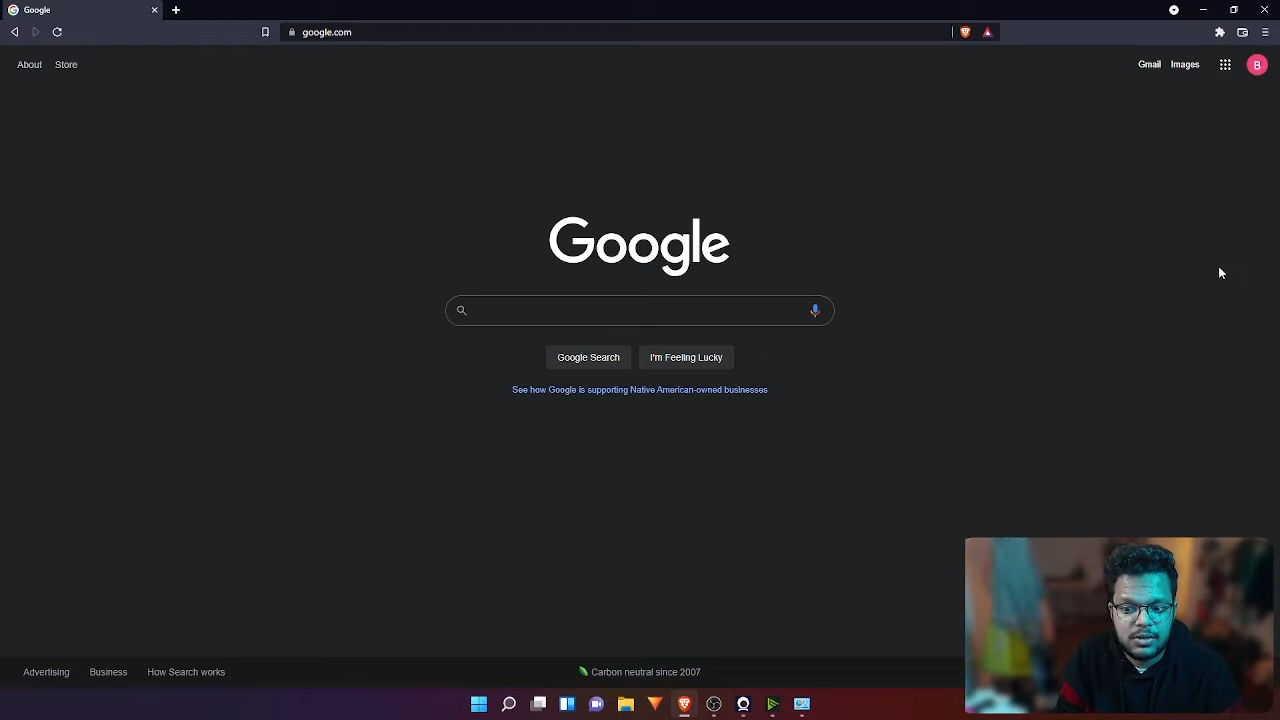 Google
google.com
About
Store
Gmail
Images
B
Google
Google Search
I'm Feeling Lucky
See how Google is supporting Native American-owned businesses
Advertising
Business
How Search works
Carbon neutral since 2007